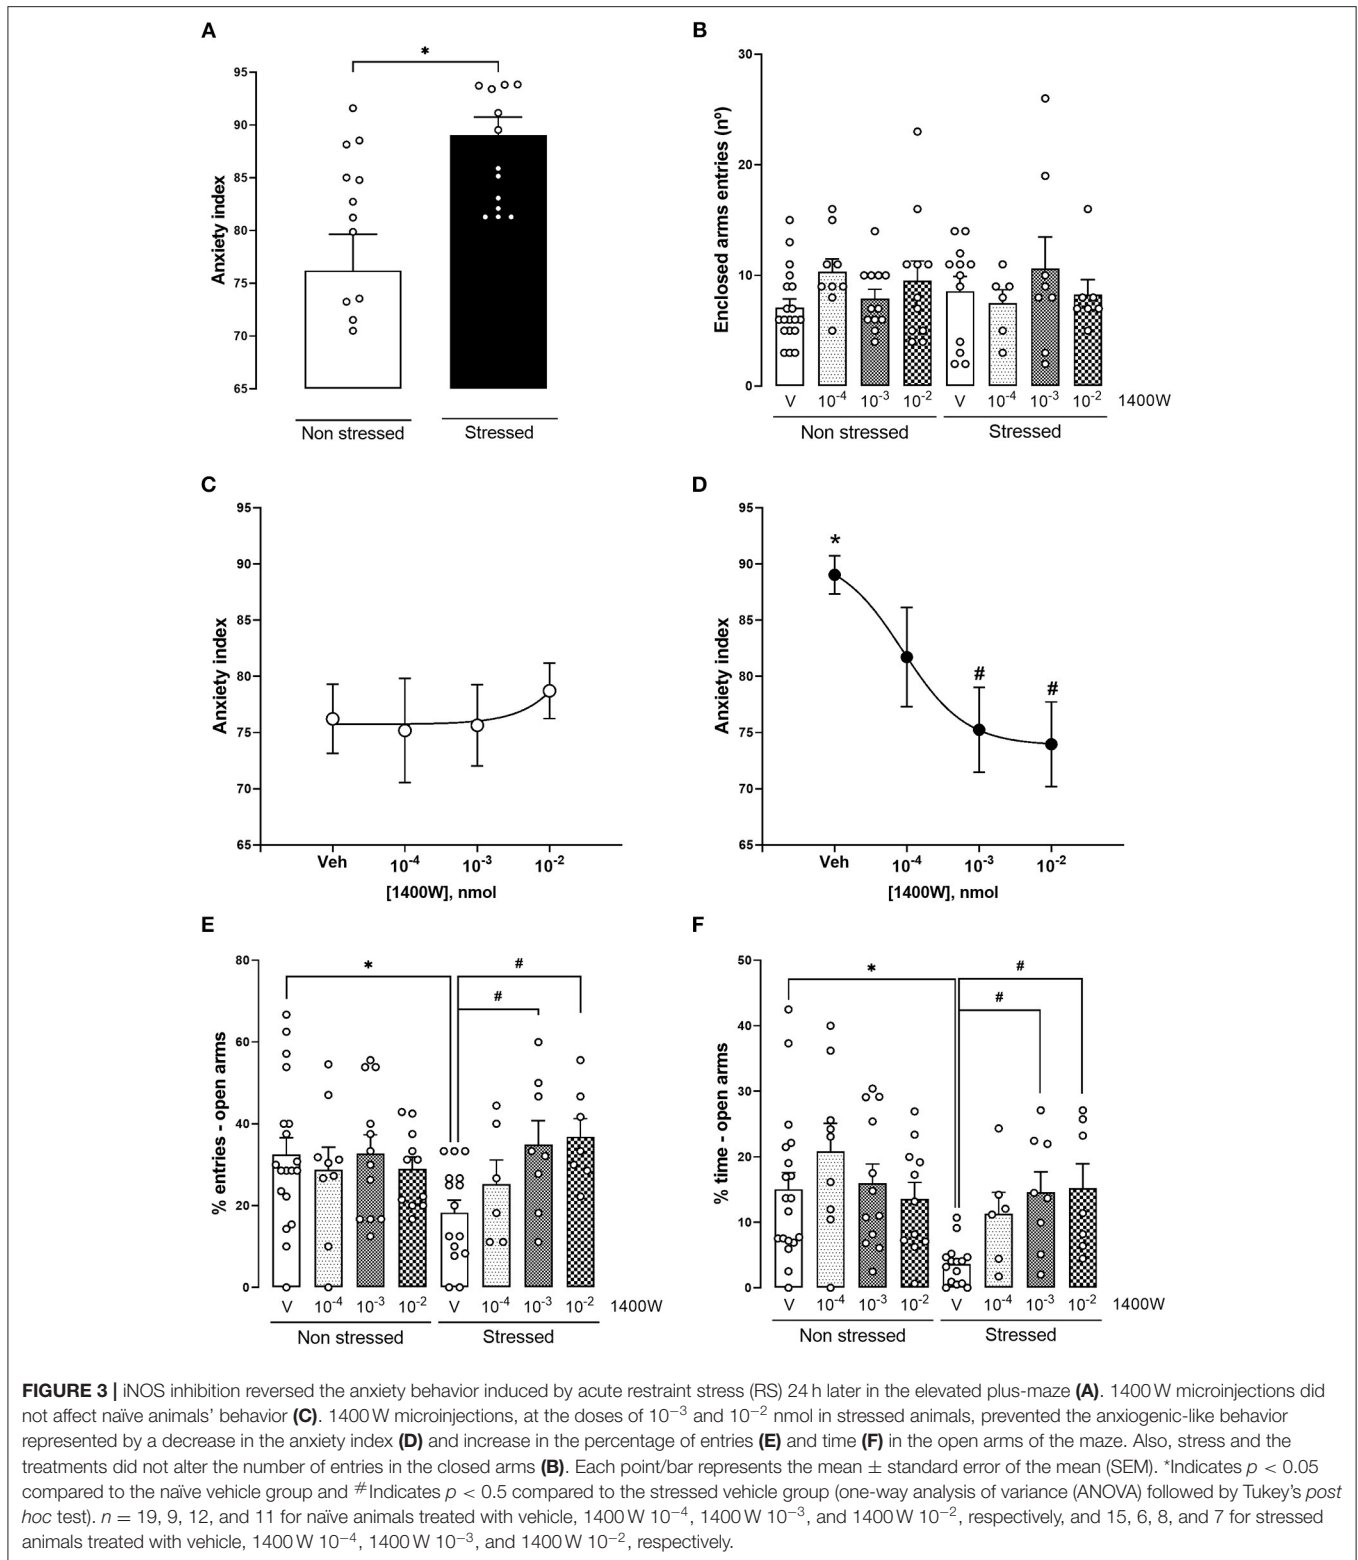 A
*
95
90
85
80
75
70
65
Anxiety index
Non stressed
Stressed
B
30
20
10
0
Enclosed arms entries (nº)
V 10-4 10-3 10-2 V 10-4 10-3 10-2 1400W
Non stressed
Stressed
C
95
90
85
80
75
70
65
Anxiety index
Veh 10-4 10-3 10-2
[1400W], nmol
D
95
90
85
80
75
70
65
Anxiety index
*
#
#
Veh 10-4 10-3 10-2
[1400W], nmol
E
80
60
40
20
0
% entries - open arms
*
#
#
V 10-4 10-3 10-2 V 10-4 10-3 10-2 1400W
Non stressed
Stressed
F
50
40
30
20
10
0
% time - open arms
*
#
#
V 10-4 10-3 10-2 V 10-4 10-3 10-2 1400W
Non stressed
Stressed
FIGURE 3 | iNOS inhibition reversed the anxiety behavior induced by acute restraint stress (RS) 24 h later in the elevated plus-maze (A). 1400 W microinjections did
not affect naïve animals' behavior (C). 1400 W microinjections, at the doses of 10−3 and 10−2 nmol in stressed animals, prevented the anxiogenic-like behavior
represented by a decrease in the anxiety index (D) and increase in the percentage of entries (E) and time (F) in the open arms of the maze. Also, stress and the
treatments did not alter the number of entries in the closed arms (B). Each point/bar represents the mean ± standard error of the mean (SEM). *Indicates p < 0.05
compared to the naïve vehicle group and #Indicates p < 0.5 compared to the stressed vehicle group (one-way analysis of variance (ANOVA) followed by Tukey's post
hoc test). n = 19, 9, 12, and 11 for naïve animals treated with vehicle, 1400 W 10−4, 1400 W 10−3, and 1400 W 10−2, respectively, and 15, 6, 8, and 7 for stressed
animals treated with vehicle, 1400 W 10−4, 1400 W 10−3, and 1400 W 10−2, respectively.